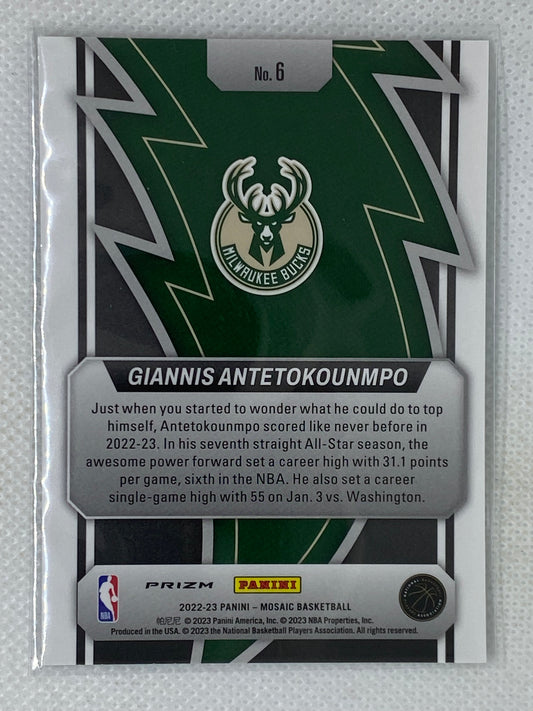 No. 6
MILWAUKEE BUCKS
GIANNIS ANTETOKOUNMPO
Just when you started to wonder what he could do to top
himself, Antetokounmpo scored like never before in
2022-23. In his seventh straight All-Star season, the
awesome power forward set a career high with 31.1 points
per game, sixth in the NBA. He also set a career
single-game high with 55 on Jan. 3 vs. Washington.
NBA
PRIZM
PANINI
2022-23 PANINI – MOSAIC BASKETBALL
帕尼尼 © 2023 Panini America, Inc. © 2023 NBA Properties, Inc.
Produced in the USA. © 2023 the National Basketball Players Association. All rights reserved.